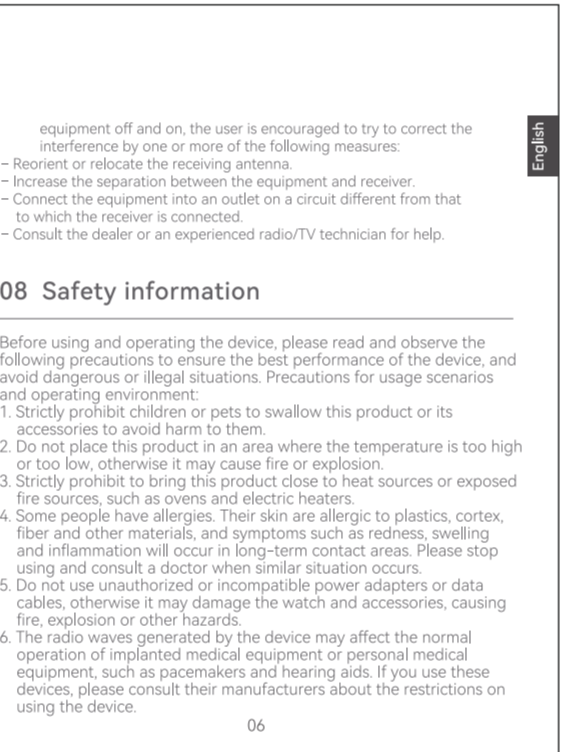 equipment off and on, the user is encouraged to try to correct the
interference by one or more of the following measures:
English
– Reorient or relocate the receiving antenna.
– Increase the separation between the equipment and receiver.
– Connect the equipment into an outlet on a circuit different from that
to which the receiver is connected.
– Consult the dealer or an experienced radio/TV technician for help.
08 Safety information
Before using and operating the device, please read and observe the
following precautions to ensure the best performance of the device, and
avoid dangerous or illegal situations. Precautions for usage scenarios
and operating environment:
1. Strictly prohibit children or pets to swallow this product or its
accessories to avoid harm to them.
2. Do not place this product in an area where the temperature is too high
or too low, otherwise it may cause fire or explosion.
3. Strictly prohibit to bring this product close to heat sources or exposed
fire sources, such as ovens and electric heaters.
4. Some people have allergies. Their skin are allergic to plastics, cortex,
fiber and other materials, and symptoms such as redness, swelling
and inflammation will occur in long-term contact areas. Please stop
using and consult a doctor when similar situation occurs.
5. Do not use unauthorized or incompatible power adapters or data
cables, otherwise it may damage the watch and accessories, causing
fire, explosion or other hazards.
6. The radio waves generated by the device may affect the normal
operation of implanted medical equipment or personal medical
equipment, such as pacemakers and hearing aids. If you use these
devices, please consult their manufacturers about the restrictions on
using the device.
06